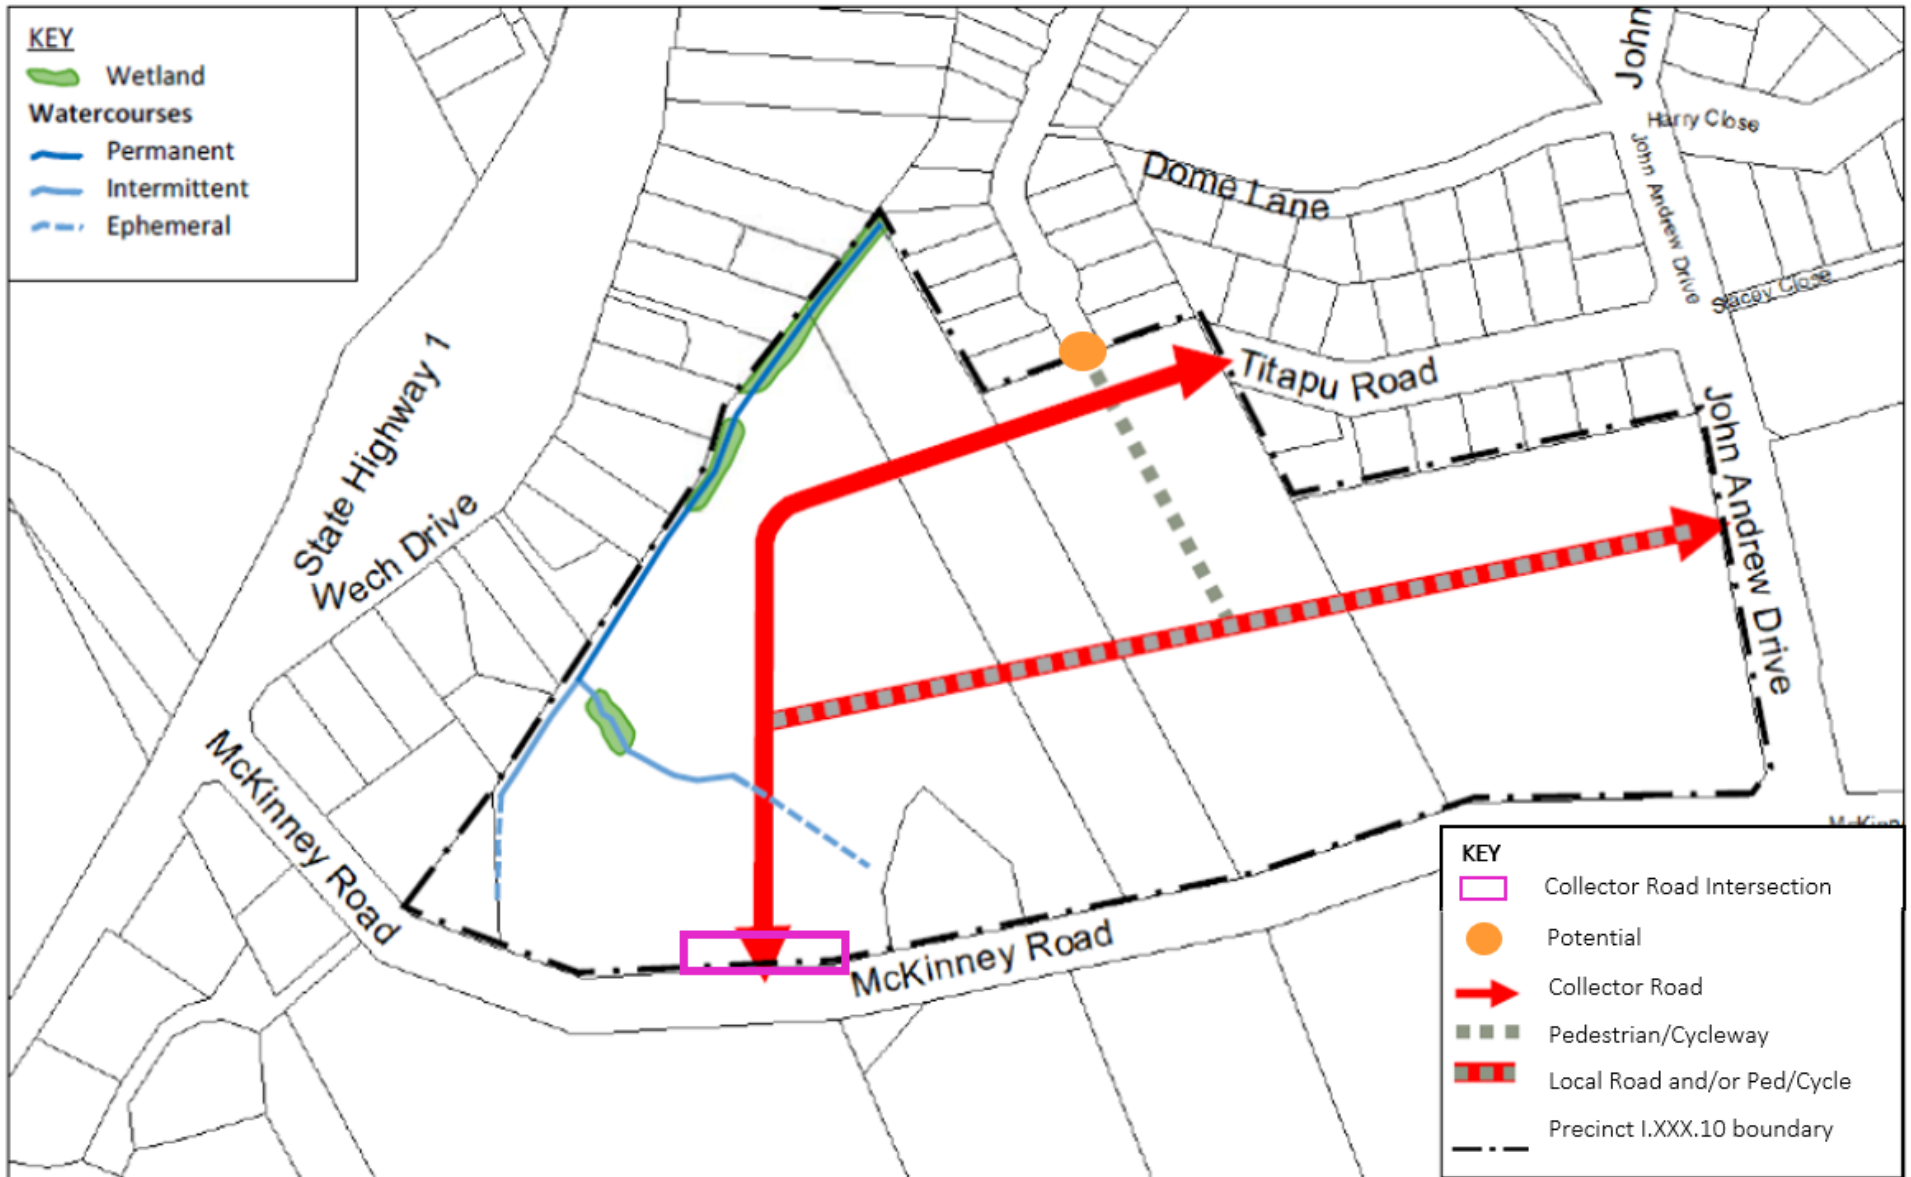 KEY
Wetland
Watercourses
Permanent
Intermittent
Ephemeral
John
Harry Close
John Andrew Drive
Dome Lane
Stacey Close
State Highway 1
Titapu Road
Wech Drive
John Andrew Drive
McKinney Road
McKinney Road
McKinn
KEY
Collector Road Intersection
Potential
Collector Road
Pedestrian/Cycleway
Local Road and/or Ped/Cycle
Precinct I.XXX.10 boundary